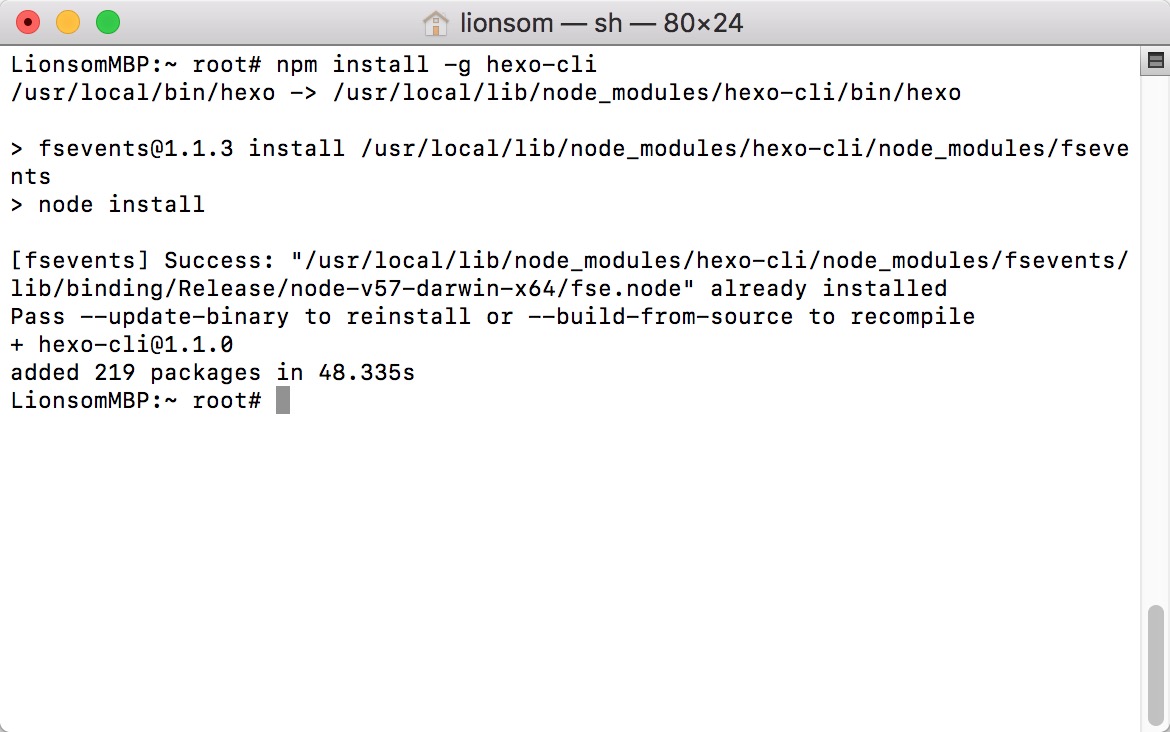 lionsom — sh — 80×24
LionsomMBP:~ root# npm install -g hexo-cli
/usr/local/bin/hexo -> /usr/local/lib/node_modules/hexo-cli/bin/hexo
> fsevents@1.1.3 install /usr/local/lib/node_modules/hexo-cli/node_modules/fseve
nts
> node install
[fsevents] Success: "/usr/local/lib/node_modules/hexo-cli/node_modules/fsevents/
lib/binding/Release/node-v57-darwin-x64/fse.node" already installed
Pass --update-binary to reinstall or --build-from-source to recompile
+ hexo-cli@1.1.0
added 219 packages in 48.335s
LionsomMBP:~ root#